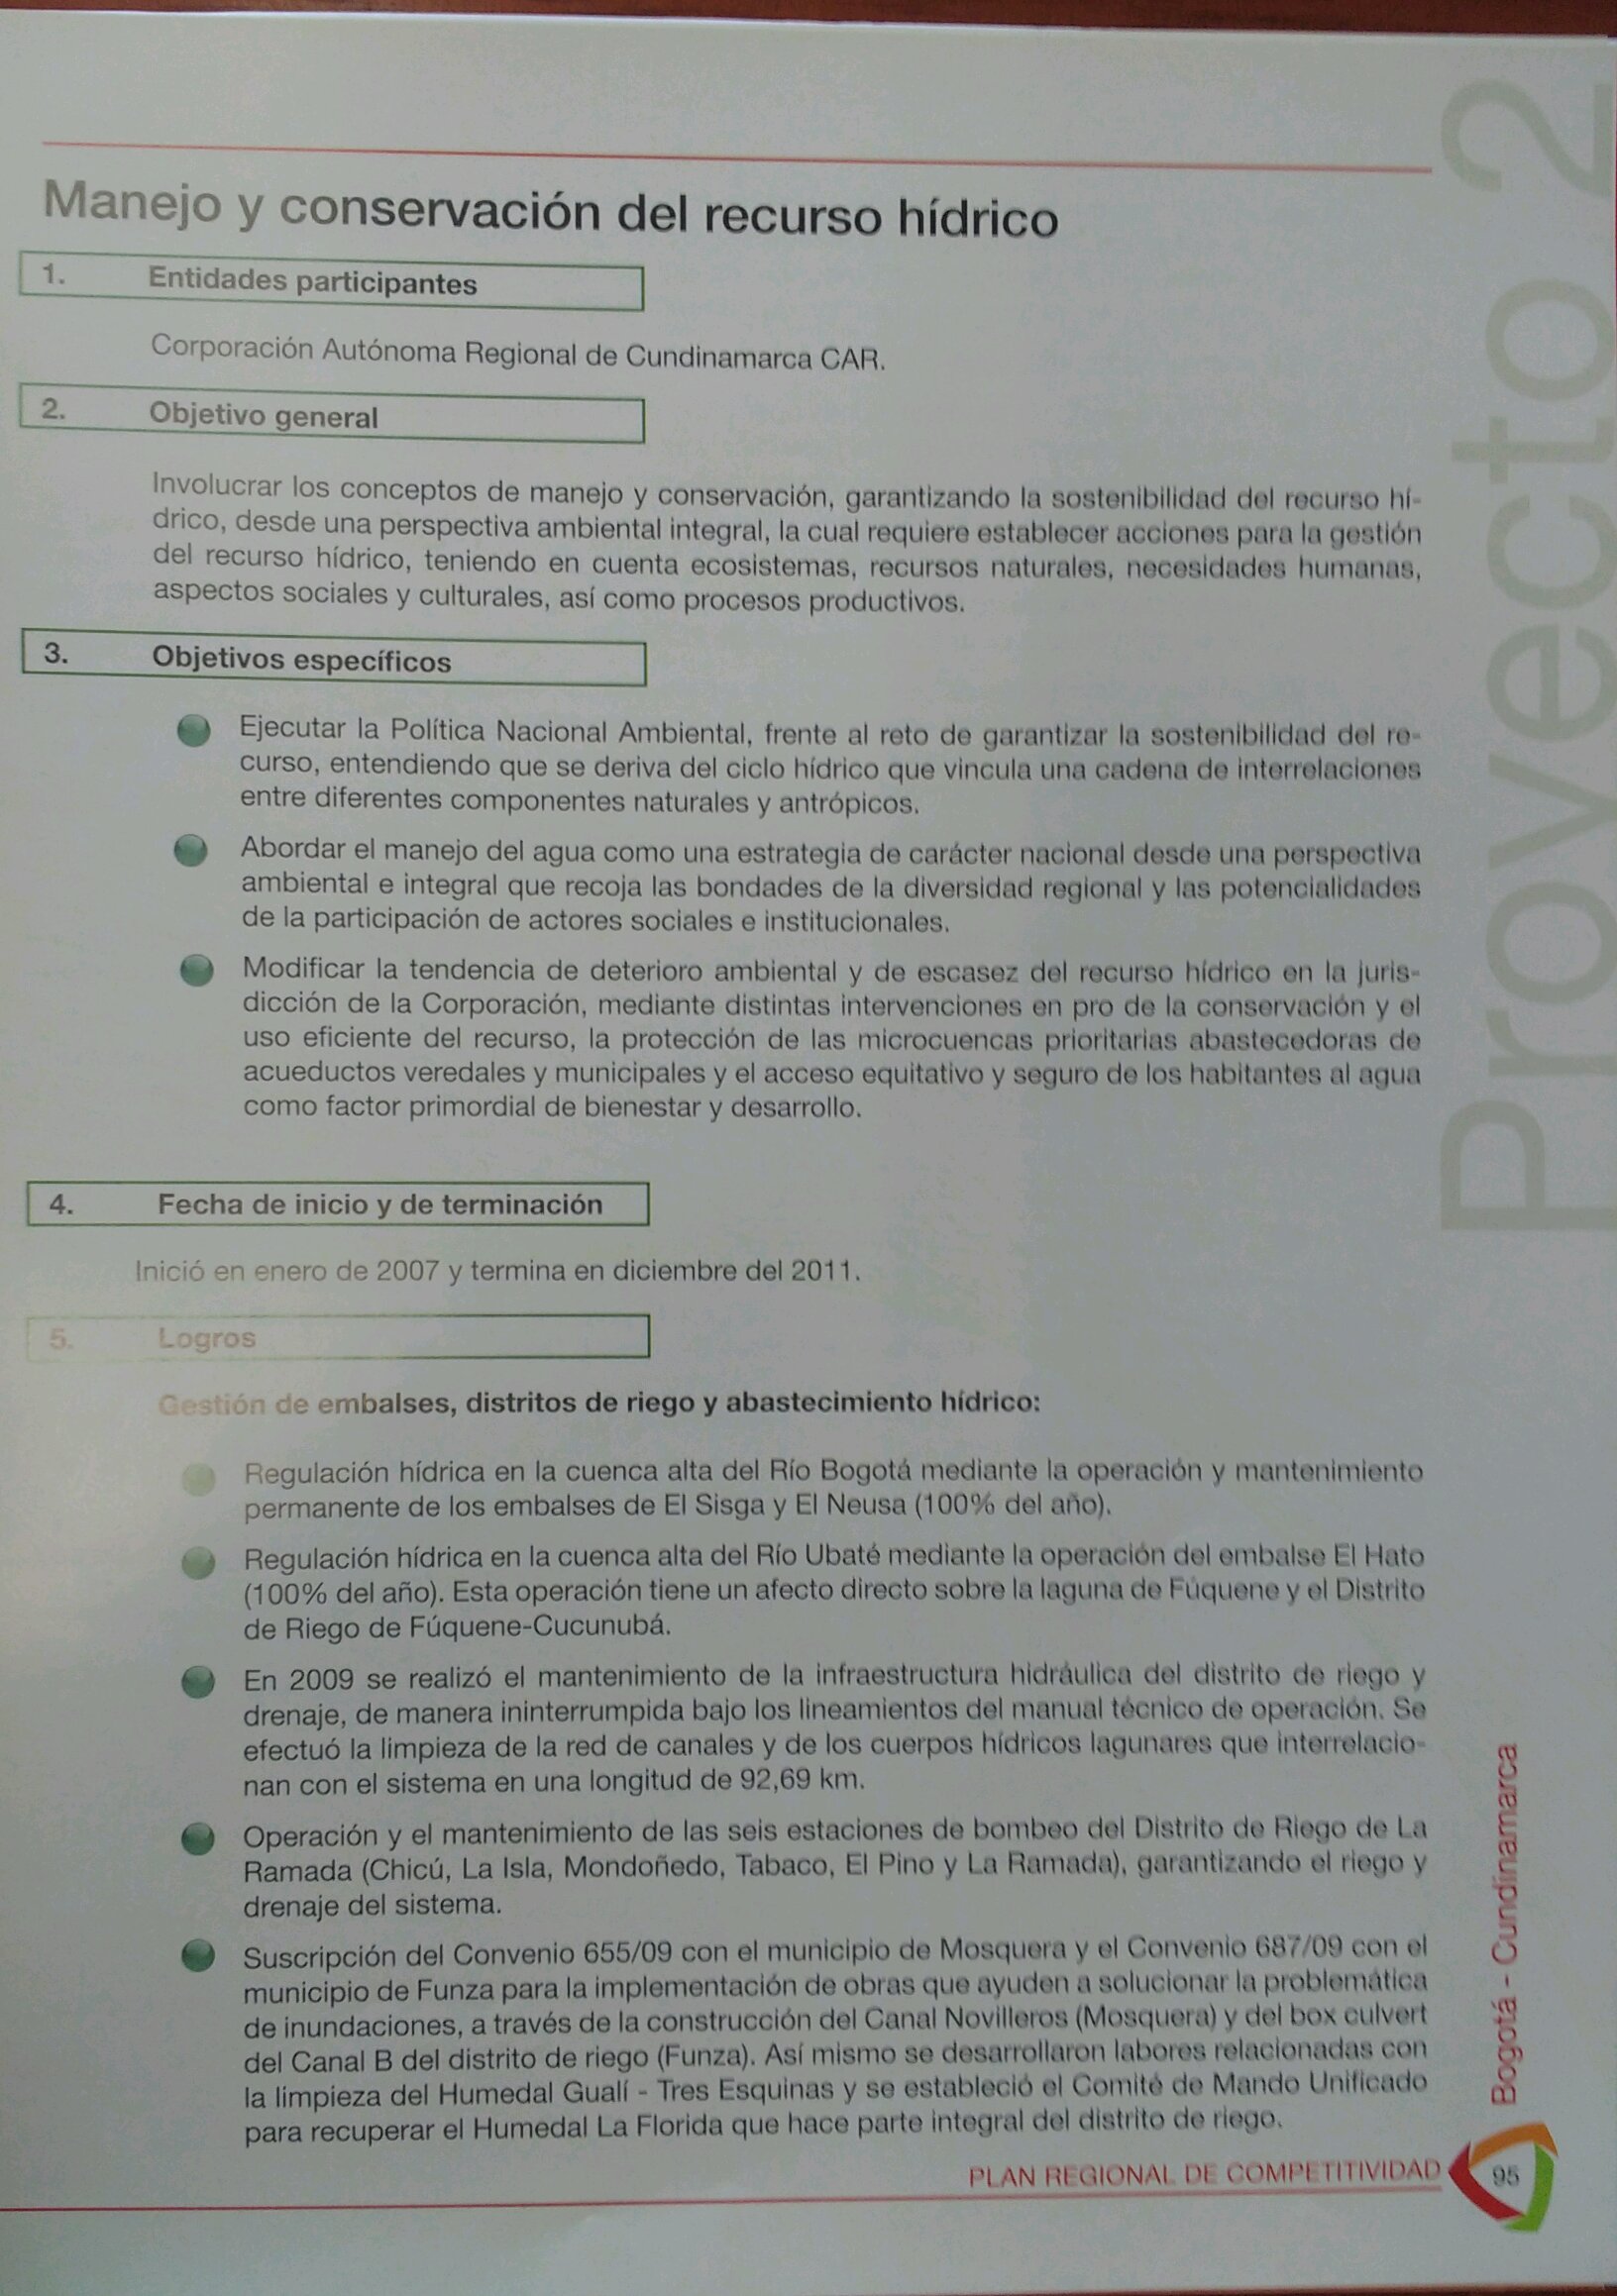 Proyecto 2
Manejo y conservación del recurso hídrico
1. Entidades participantes
Corporación Autónoma Regional de Cundinamarca CAR.
2. Objetivo general
Involucrar los conceptos de manejo y conservación, garantizando la sostenibilidad del recurso hí-
drico, desde una perspectiva ambiental integral, la cual requiere establecer acciones para la gestión
del recurso hídrico, teniendo en cuenta ecosistemas, recursos naturales, necesidades humanas,
aspectos sociales y culturales, así como procesos productivos.
3. Objetivos específicos
Ejecutar la Política Nacional Ambiental, frente al reto de garantizar la sostenibilidad del re-
curso, entendiendo que se deriva del ciclo hídrico que vincula una cadena de interrelaciones
entre diferentes componentes naturales y antrópicos.
Abordar el manejo del agua como una estrategia de carácter nacional desde una perspectiva
ambiental e integral que recoja las bondades de la diversidad regional y las potencialidades
de la participación de actores sociales e institucionales.
Modificar la tendencia de deterioro ambiental y de escasez del recurso hídrico en la juris-
dicción de la Corporación, mediante distintas intervenciones en pro de la conservación y el
uso eficiente del recurso, la protección de las microcuencas prioritarias abastecedoras de
acueductos veredales y municipales y el acceso equitativo y seguro de los habitantes al agua
como factor primordial de bienestar y desarrollo.
4. Fecha de inicio y de terminación
Inició en enero de 2007 y termina en diciembre del 2011.
5. Logros
Gestión de embalses, distritos de riego y abastecimiento hídrico:
Regulación hídrica en la cuenca alta del Río Bogotá mediante la operación y mantenimiento
permanente de los embalses de El Sisga y El Neusa (100% del año).
Regulación hídrica en la cuenca alta del Río Ubaté mediante la operación del embalse El Hato
(100% del año). Esta operación tiene un afecto directo sobre la laguna de Fúquene y el Distrito
de Riego de Fúquene-Cucunubá.
En 2009 se realizó el mantenimiento de la infraestructura hidráulica del distrito de riego y
drenaje, de manera ininterrumpida bajo los lineamientos del manual técnico de operación. Se
efectuó la limpieza de la red de canales y de los cuerpos hídricos lagunares que interrelacio-
nan con el sistema en una longitud de 92,69 km.
Operación y el mantenimiento de las seis estaciones de bombeo del Distrito de Riego de La
Ramada (Chicú, La Isla, Mondoñedo, Tabaco, El Pino y La Ramada), garantizando el riego y
drenaje del sistema.
Suscripción del Convenio 655/09 con el municipio de Mosquera y el Convenio 687/09 con el
municipio de Funza para la implementación de obras que ayuden a solucionar la problemática
de inundaciones, a través de la construcción del Canal Novilleros (Mosquera) y del box culvert
del Canal B del distrito de riego (Funza). Así mismo se desarrollaron labores relacionadas con
la limpieza del Humedal Gualí - Tres Esquinas y se estableció el Comité de Mando Unificado
para recuperar el Humedal La Florida que hace parte integral del distrito de riego.
Bogotá - Cundinamarca
PLAN REGIONAL DE COMPETITIVIDAD 95